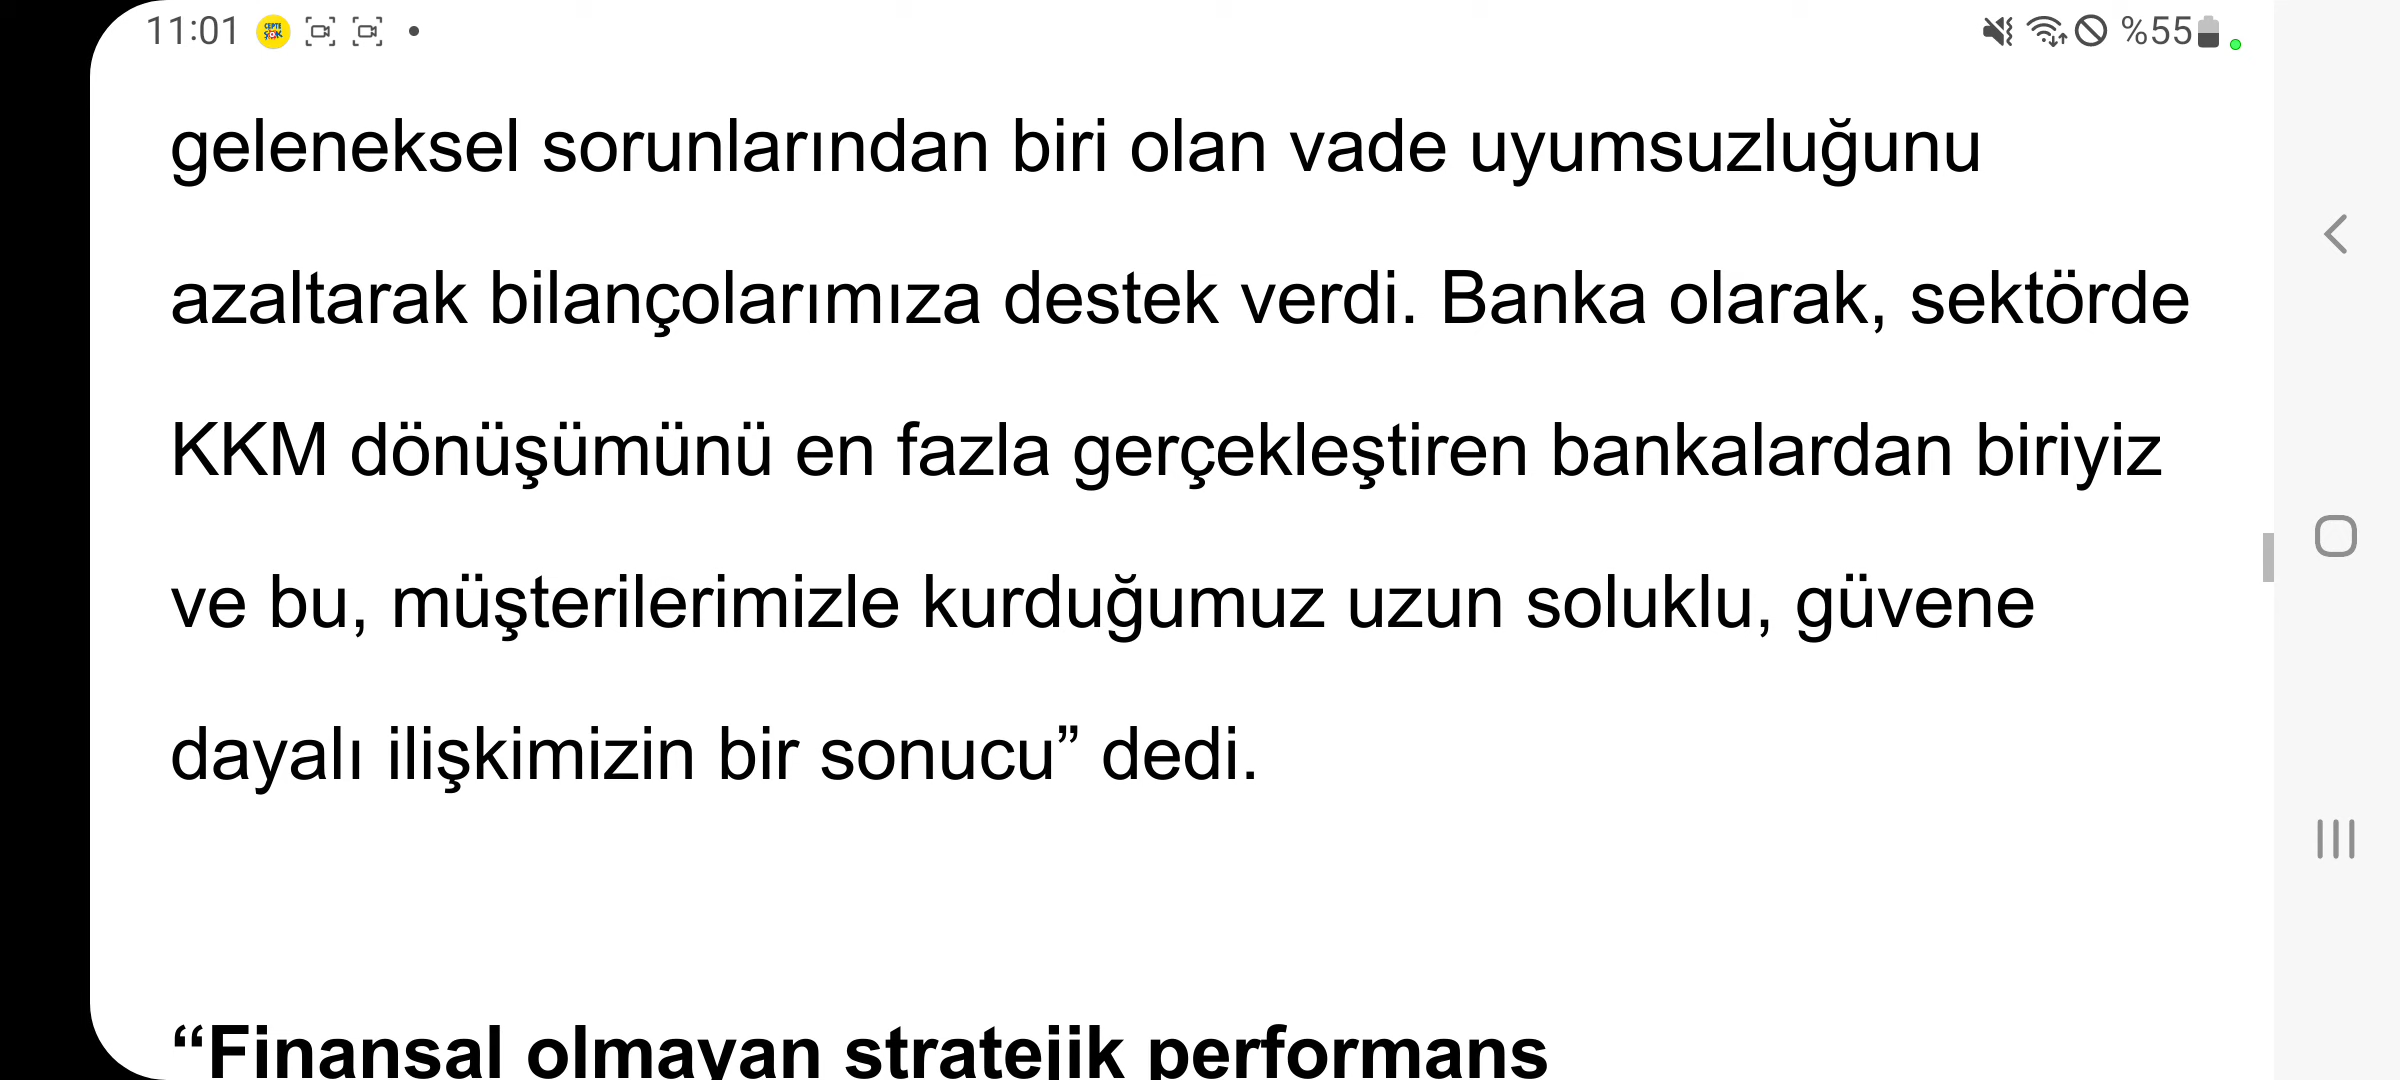 11:01 CEPTE ŞOK %55
geleneksel sorunlarından biri olan vade uyumsuzluğunu
azaltarak bilançolarımıza destek verdi. Banka olarak, sektörde
KKM dönüşümünü en fazla gerçekleştiren bankalardan biriyiz
ve bu, müşterilerimizle kurduğumuz uzun soluklu, güvene
dayalı ilişkimizin bir sonucu” dedi.
“Finansal olmayan stratejik performans